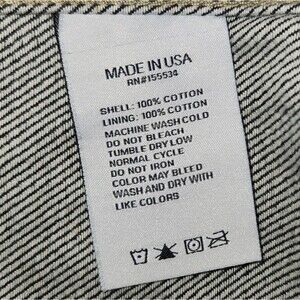 MADE IN USA
RN#155534
SHELL: 100% COTTON
LINING: 100% COTTON
MACHINE WASH COLD
DO NOT BLEACH
TUMBLE DRY LOW
NORMAL CYCLE
DO NOT IRON
COLOR MAY BLEED
WASH AND DRY WITH
LIKE COLORS